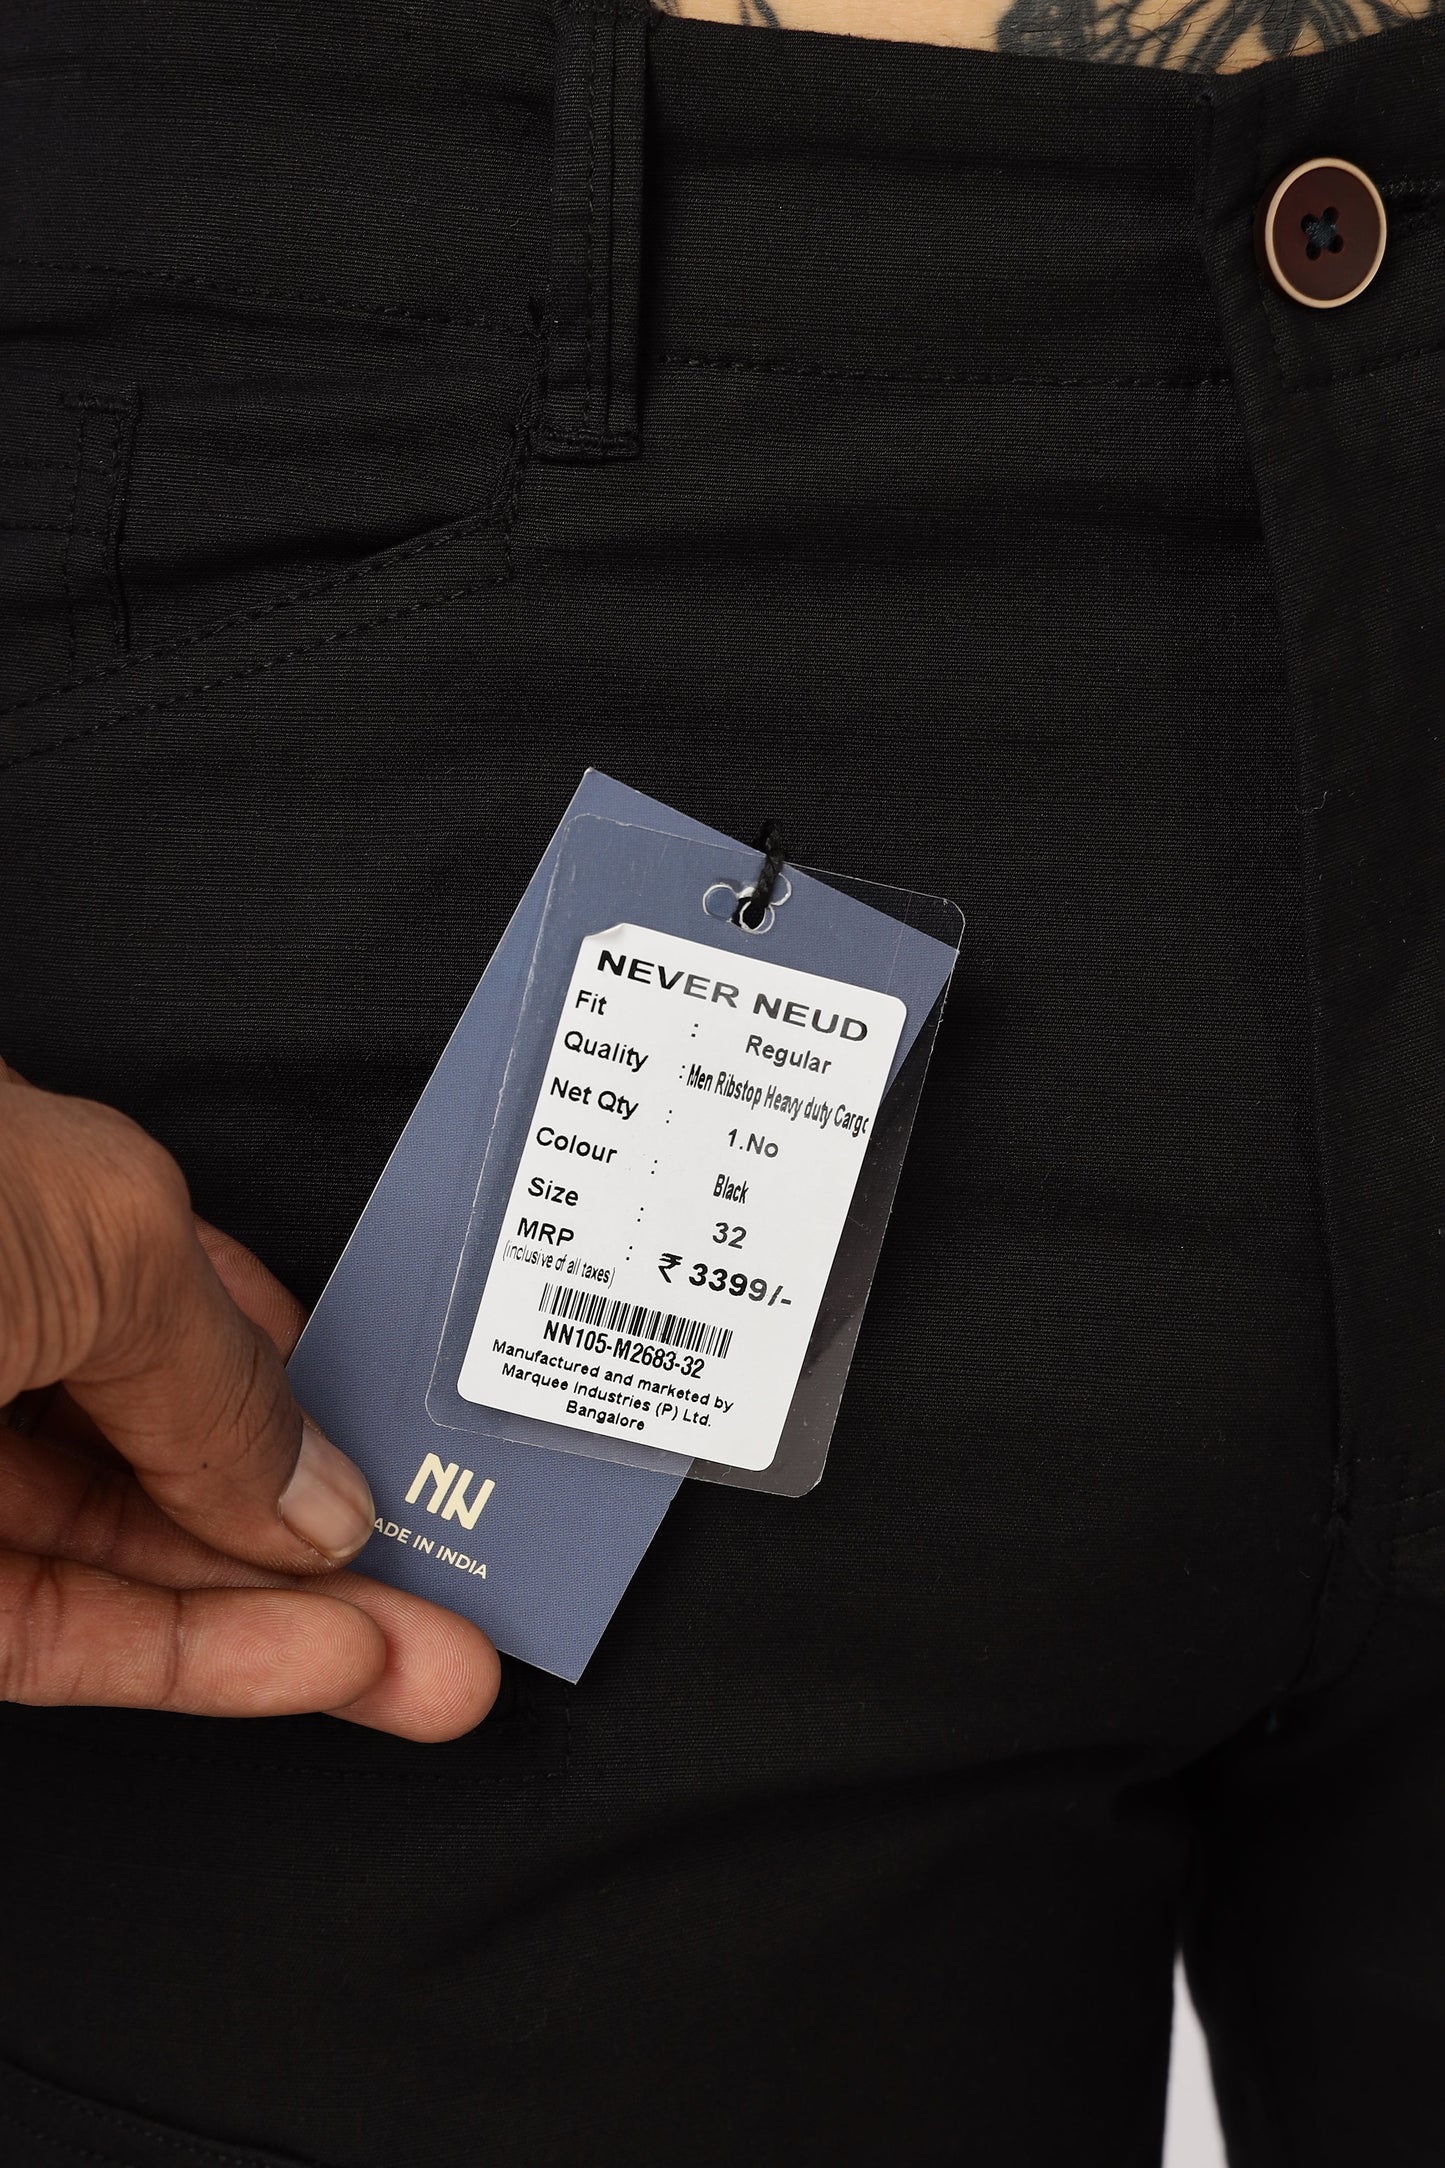 NEVER NEUD
Fit : Regular
Quality : Men Ribstop Heavy duty Cargo
Net Qty : 1.No
Colour : Black
Size : 32
MRP : ₹ 3399/-
(inclusive of all taxes)
NN105-M2683-32
Manufactured and marketed by
Marquee Industries (P) Ltd.
Bangalore
NN
ADE IN INDIA